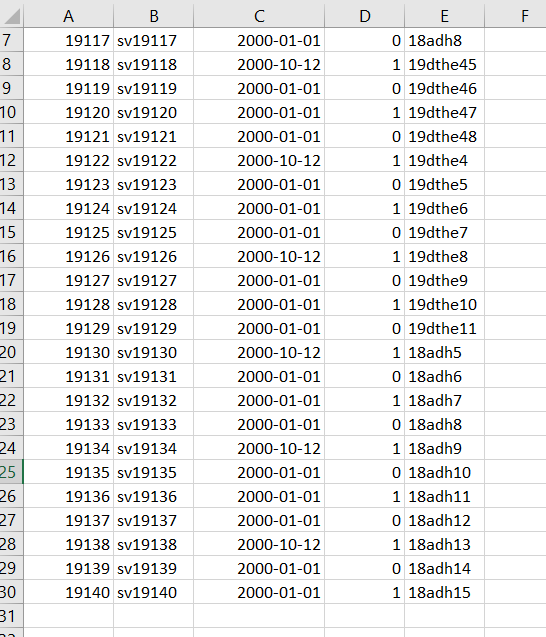 A B C D E F
7 19117 sv19117 2000-01-01 0 18adh8
8 19118 sv19118 2000-10-12 1 19dthe45
9 19119 sv19119 2000-01-01 0 19dthe46
10 19120 sv19120 2000-01-01 1 19dthe47
11 19121 sv19121 2000-01-01 0 19dthe48
12 19122 sv19122 2000-10-12 1 19dthe4
13 19123 sv19123 2000-01-01 0 19dthe5
14 19124 sv19124 2000-01-01 1 19dthe6
15 19125 sv19125 2000-01-01 0 19dthe7
16 19126 sv19126 2000-10-12 1 19dthe8
17 19127 sv19127 2000-01-01 0 19dthe9
18 19128 sv19128 2000-01-01 1 19dthe10
19 19129 sv19129 2000-01-01 0 19dthe11
20 19130 sv19130 2000-10-12 1 18adh5
21 19131 sv19131 2000-01-01 0 18adh6
22 19132 sv19132 2000-01-01 1 18adh7
23 19133 sv19133 2000-01-01 0 18adh8
24 19134 sv19134 2000-10-12 1 18adh9
25 19135 sv19135 2000-01-01 0 18adh10
26 19136 sv19136 2000-01-01 1 18adh11
27 19137 sv19137 2000-01-01 0 18adh12
28 19138 sv19138 2000-10-12 1 18adh13
29 19139 sv19139 2000-01-01 0 18adh14
30 19140 sv19140 2000-01-01 1 18adh15
31